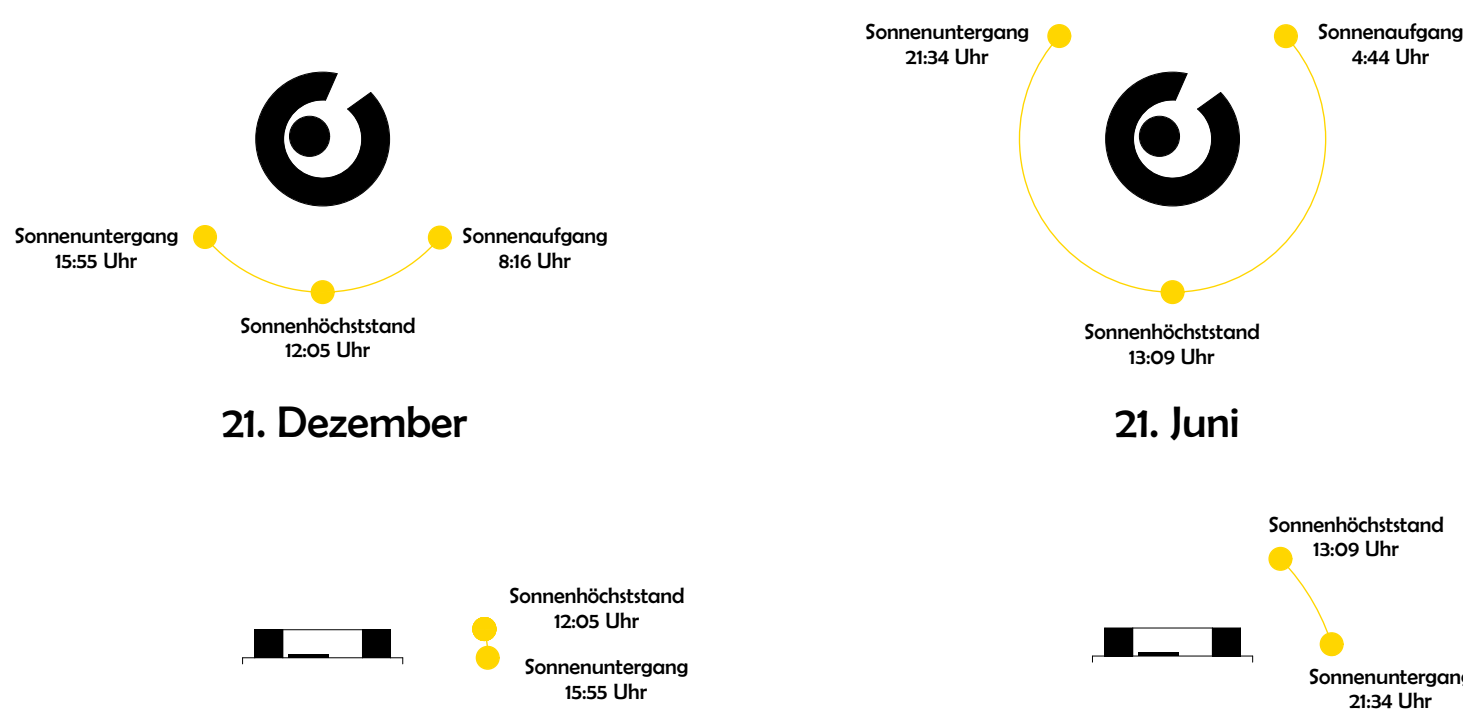 Sonnenuntergang
15:55 Uhr
Sonnenaufgang
8:16 Uhr
Sonnenhöchststand
12:05 Uhr
21. Dezember
Sonnenuntergang
21:34 Uhr
Sonnenaufgang
4:44 Uhr
Sonnenhöchststand
13:09 Uhr
21. Juni
Sonnenhöchststand
12:05 Uhr
Sonnenuntergang
15:55 Uhr
Sonnenhöchststand
13:09 Uhr
Sonnenuntergang
21:34 Uhr